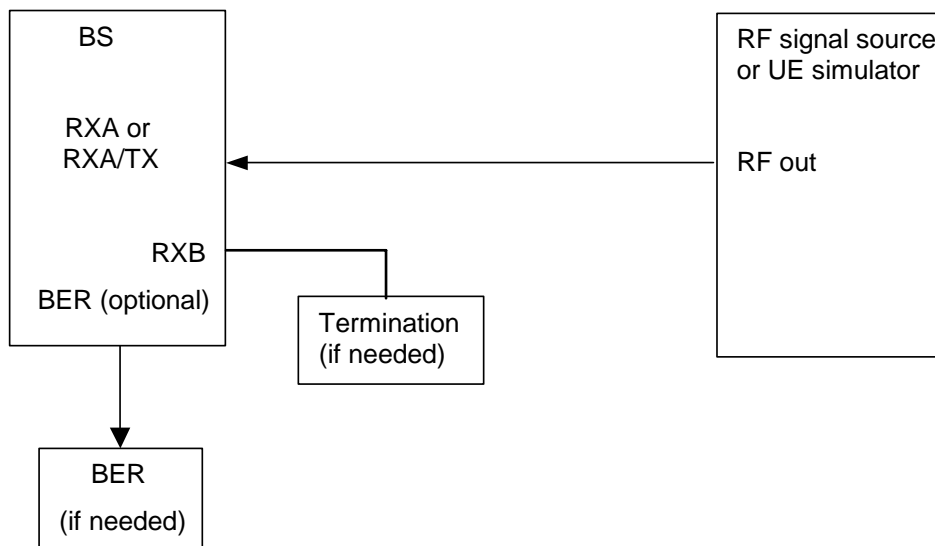 BS
RXA or
RXA/TX
RXB
BER (optional)
RF signal source
or UE simulator
RF out
Termination
(if needed)
BER
(if needed)